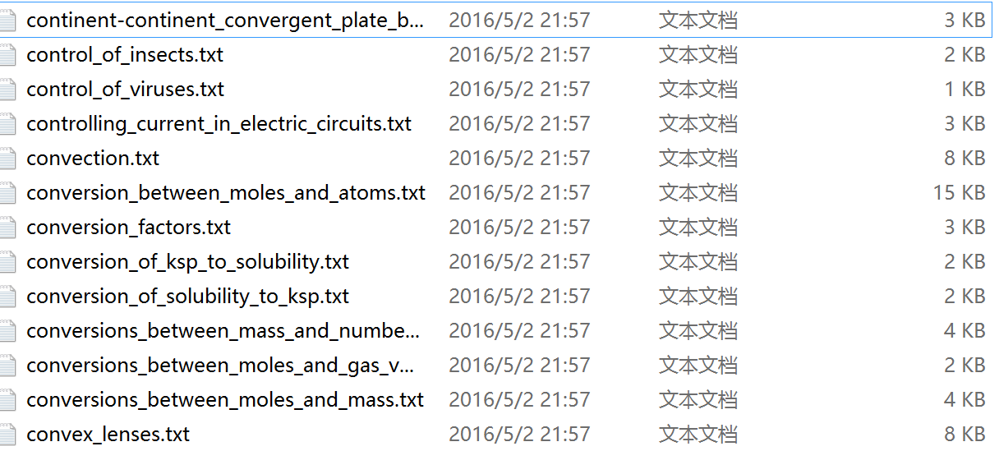 continent-continent_convergent_plate_b... 2016/5/2 21:57 文本文档 3 KB
control_of_insects.txt 2016/5/2 21:57 文本文档 2 KB
control_of_viruses.txt 2016/5/2 21:57 文本文档 1 KB
controlling_current_in_electric_circuits.txt 2016/5/2 21:57 文本文档 3 KB
convection.txt 2016/5/2 21:57 文本文档 8 KB
conversion_between_moles_and_atoms.txt 2016/5/2 21:57 文本文档 15 KB
conversion_factors.txt 2016/5/2 21:57 文本文档 3 KB
conversion_of_ksp_to_solubility.txt 2016/5/2 21:57 文本文档 2 KB
conversion_of_solubility_to_ksp.txt 2016/5/2 21:57 文本文档 2 KB
conversions_between_mass_and_numbe... 2016/5/2 21:57 文本文档 4 KB
conversions_between_moles_and_gas_v... 2016/5/2 21:57 文本文档 2 KB
conversions_between_moles_and_mass.txt 2016/5/2 21:57 文本文档 4 KB
convex_lenses.txt 2016/5/2 21:57 文本文档 8 KB